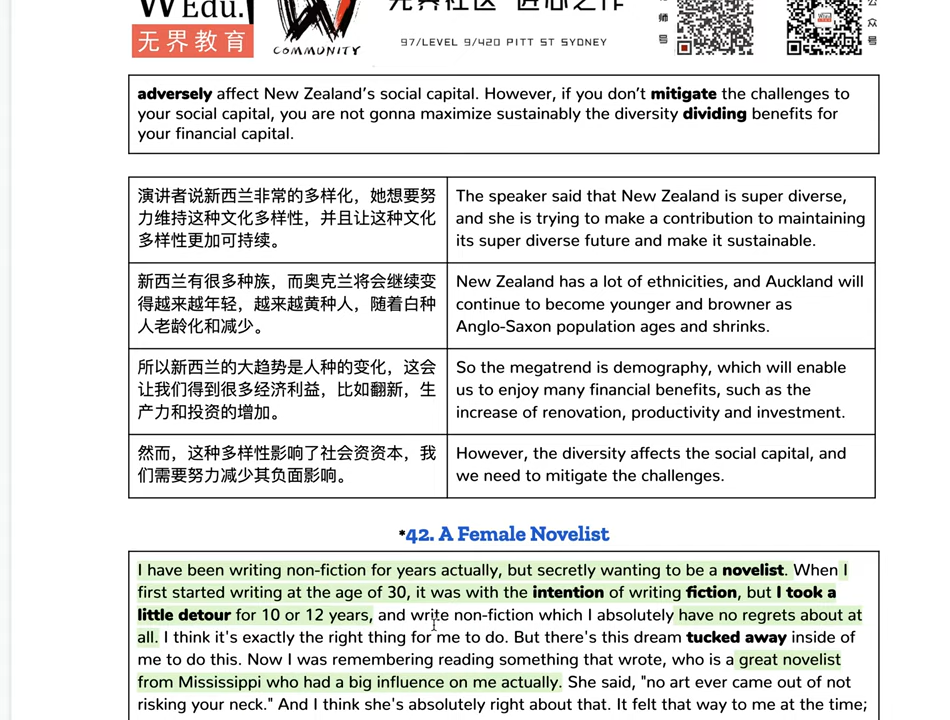 Edu.
无界教育
COMMUNITY
97/LEVEL 9/420 PITT ST SYDNEY
师
号
公
众
号
adversely affect New Zealand's social capital. However, if you don't mitigate the challenges to
your social capital, you are not gonna maximize sustainably the diversity dividing benefits for
your financial capital.
演讲者说新西兰非常的多样化，她想要努
力维持这种文化多样性，并且让这种文化
多样性更加可持续。
The speaker said that New Zealand is super diverse,
and she is trying to make a contribution to maintaining
its super diverse future and make it sustainable.
新西兰有很多种族，而奥克兰将会继续变
得越来越年轻，越来越黄种人，随着白种
人老龄化和减少。
New Zealand has a lot of ethnicities, and Auckland will
continue to become younger and browner as
Anglo-Saxon population ages and shrinks.
所以新西兰的大趋势是人种的变化，这会
让我们得到很多经济利益，比如翻新，生
产力和投资的增加。
So the megatrend is demography, which will enable
us to enjoy many financial benefits, such as the
increase of renovation, productivity and investment.
然而，这种多样性影响了社会资资本，我
们需要努力减少其负面影响。
However, the diversity affects the social capital, and
we need to mitigate the challenges.
*42. A Female Novelist
I have been writing non-fiction for years actually, but secretly wanting to be a novelist. When I
first started writing at the age of 30, it was with the intention of writing fiction, but I took a
little detour for 10 or 12 years, and write non-fiction which I absolutely have no regrets about at
all. I think it's exactly the right thing for me to do. But there's this dream tucked away inside of
me to do this. Now I was remembering reading something that wrote, who is a great novelist
from Mississippi who had a big influence on me actually. She said, "no art ever came out of not
risking your neck." And I think she's absolutely right about that. It felt that way to me at the time;